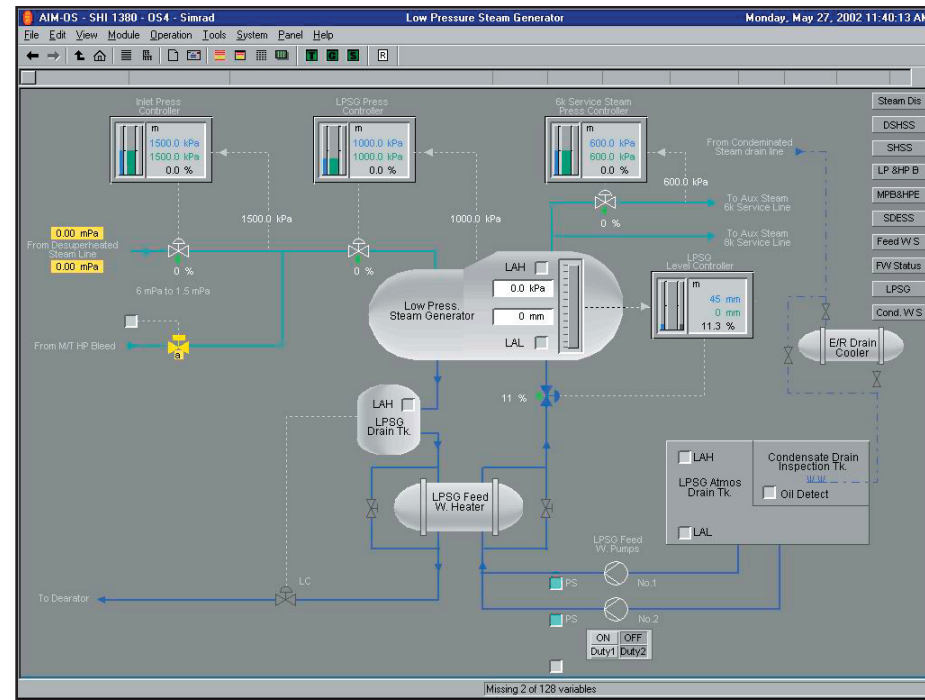 AIM-OS - SHI 1380 - OS4 - Simrad
Low Pressure Steam Generator
Monday, May 27, 2002 11:40:13 AM
File Edit View Module Operation Tools System Panel Help
T G S R
Inlet Press
Controller
m
1500.0 kPa
1500.0 kPa
0.0 %
LPSG Press
Controller
m
1000.0 kPa
1000.0 kPa
0.0 %
6k Service Steam
Press Controller
m
600.0 kPa
600.0 kPa
0.0 %
From Condeminated
Steam drain line
600.0 kPa
Steam Dis
DSHSS
SHSS
LP &HP B
MPB&HPE
SDESS
Feed W S
FW Status
LPSG
Cond. W S
0.00 mPa
From Desuperheated
Steam Line
0.00 mPa
1500.0 kPa
0 %
6 mPa to 1.5 mPa
0 %
1000.0 kPa
0 %
To Aux Steam
6k Service Line
To Aux Steam
8k Service Line
From M/T HP Bleed
a
Low Press.
Steam Generator
LAH
0.0 kPa
0 mm
LAL
LPSG
Level Controller
m
45 mm
0 mm
11.3 %
E/R Drain
Cooler
11 %
LAH
LPSG
Drain Tk.
LPSG Feed
W. Heater
LAH
LPSG Atmos
Drain Tk.
LAL
Condensate Drain
Inspection Tk.
Oil Detect
LPSG Feed
W. Pumps
PS
No.1
PS
No.2
LC
To Dearator
ON OFF
Duty1 Duty2
Missing 2 of 128 variables